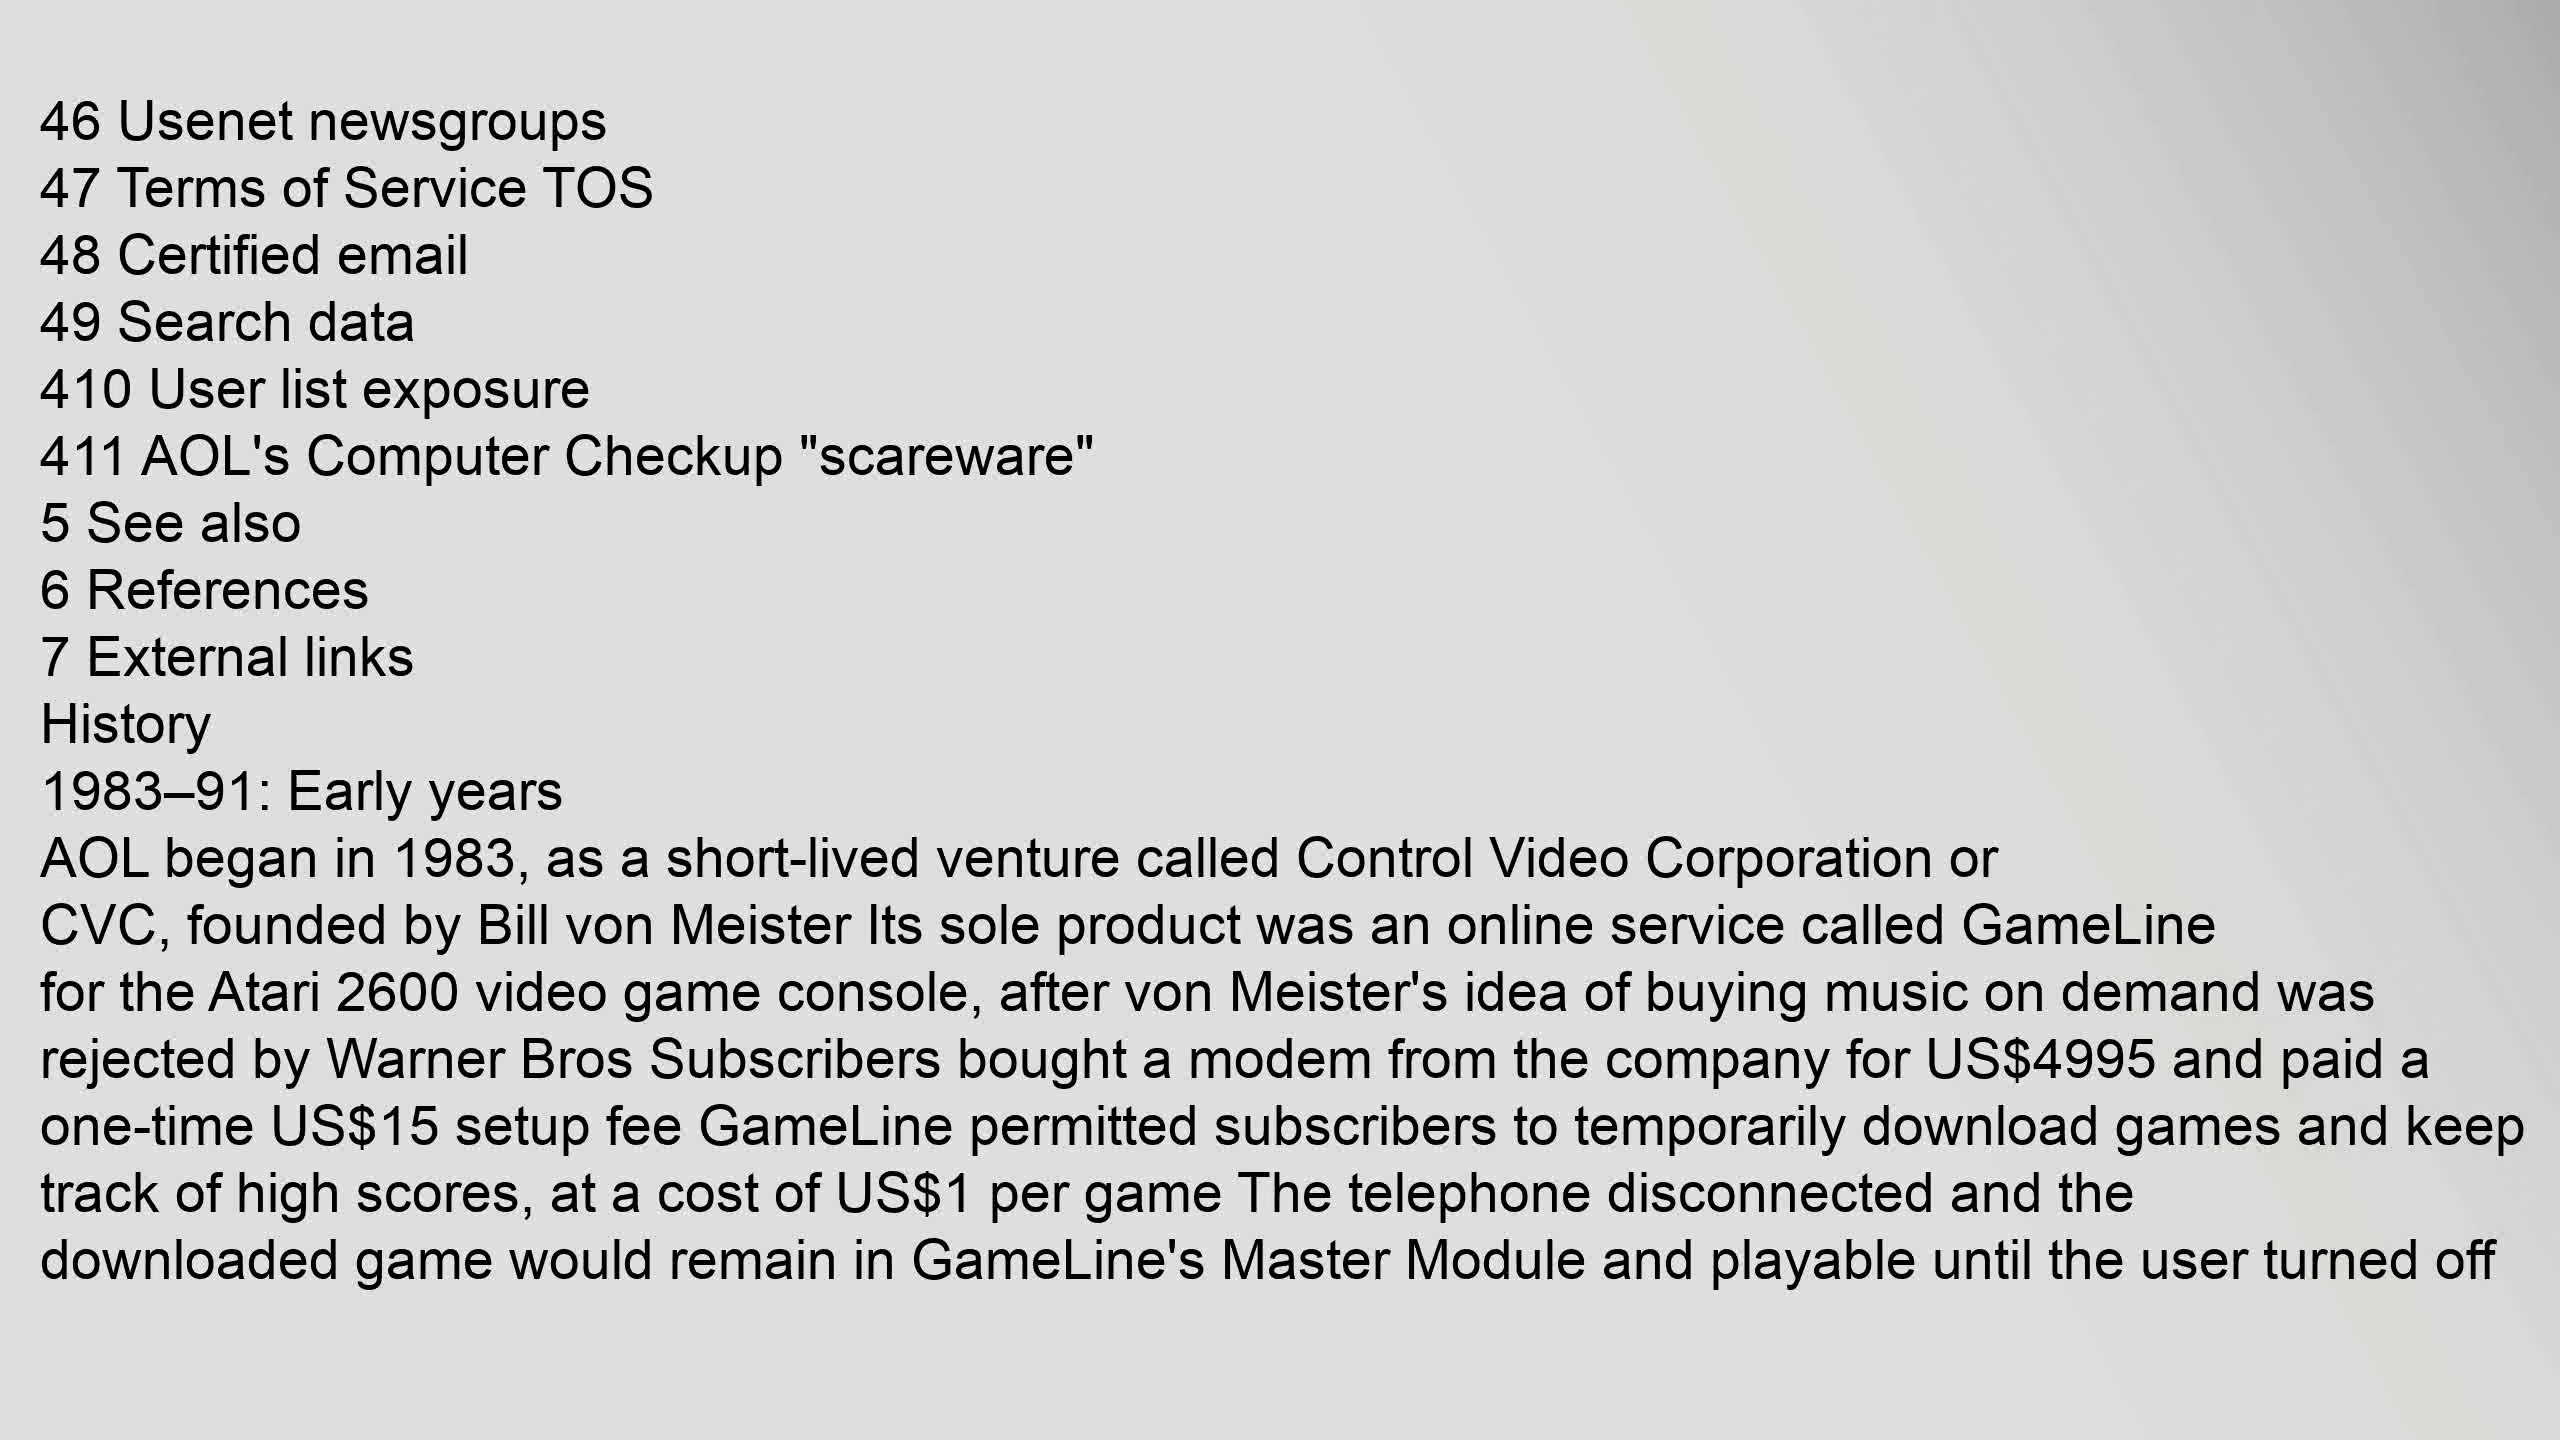 46 Usenet newsgroups
47 Terms of Service TOS
48 Certified email
49 Search data
410 User list exposure
411 AOL's Computer Checkup "scareware"
5 See also
6 References
7 External links
History
1983–91: Early years
AOL began in 1983, as a short-lived venture called Control Video Corporation or
CVC, founded by Bill von Meister Its sole product was an online service called GameLine
for the Atari 2600 video game console, after von Meister's idea of buying music on demand was
rejected by Warner Bros Subscribers bought a modem from the company for US$4995 and paid a
one-time US$15 setup fee GameLine permitted subscribers to temporarily download games and keep
track of high scores, at a cost of US$1 per game The telephone disconnected and the
downloaded game would remain in GameLine's Master Module and playable until the user turned off